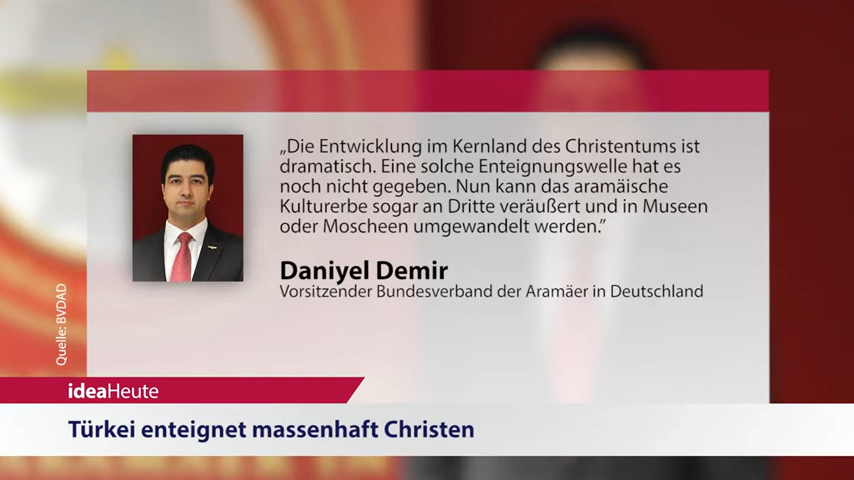 „Die Entwicklung im Kernland des Christentums ist
dramatisch. Eine solche Enteignungswelle hat es
noch nicht gegeben. Nun kann das aramäische
Kulturerbe sogar an Dritte veräußert und in Museen
oder Moscheen umgewandelt werden.”
Daniyel Demir
Vorsitzender Bundesverband der Aramäer in Deutschland
Quelle: BVDAD
ideaHeute
Türkei enteignet massenhaft Christen